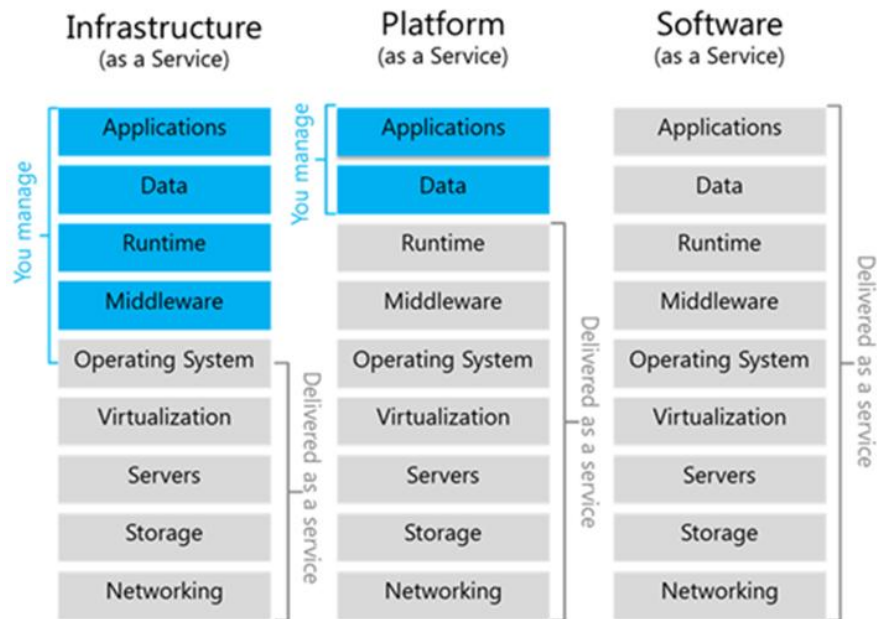 Infrastructure
(as a Service)
You manage
Applications
Data
Runtime
Middleware
Operating System
Virtualization
Servers
Storage
Networking
Delivered as a service
Platform
(as a Service)
You manage
Applications
Data
Runtime
Middleware
Operating System
Virtualization
Servers
Storage
Networking
Delivered as a service
Software
(as a Service)
Applications
Data
Runtime
Middleware
Operating System
Virtualization
Servers
Storage
Networking
Delivered as a service